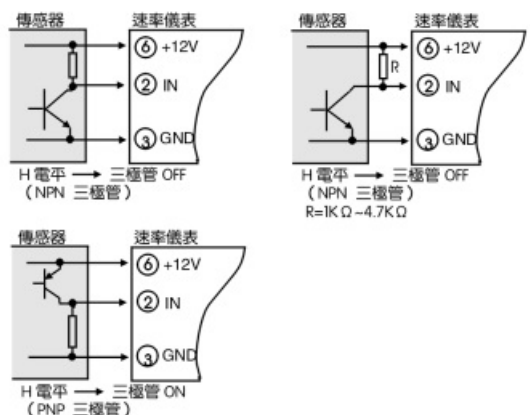 傳感器 速率儀表
⑥ +12V
② IN
③ GND
H 電平 → 三極管 OFF
(NPN 三極管)
傳感器 速率儀表
⑥ +12V
R
② IN
③ GND
H 電平 → 三極管 OFF
(NPN 三極管)
R=1KΩ~4.7KΩ
傳感器 速率儀表
⑥ +12V
② IN
③ GND
H 電平 → 三極管 ON
(PNP 三極管)